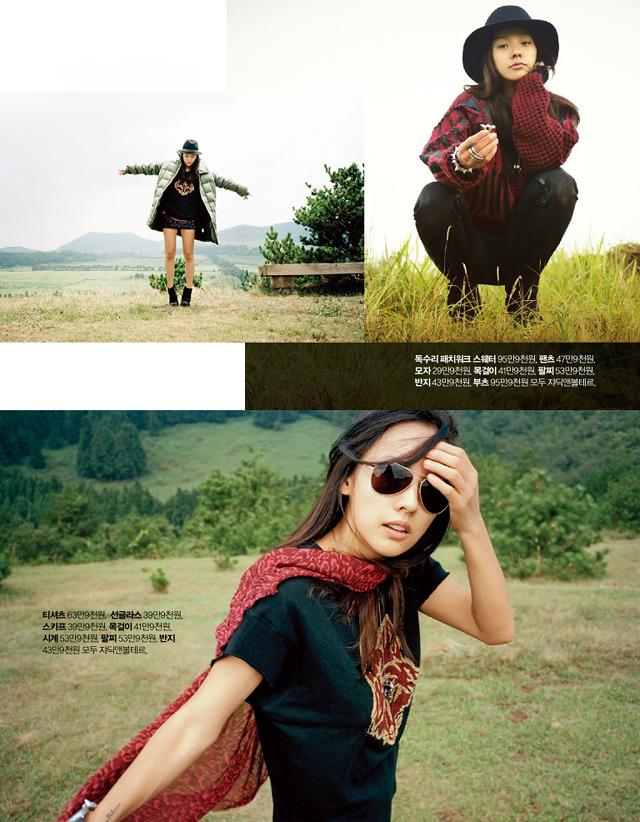 독수리 패치워크 스웨터 95만9천원, 팬츠 47만9천원,
모자 29만9천원, 목걸이 41만9천원, 팔찌 53만9천원,
반지 43만9천원, 부츠 95만9천원 모두 쟈딕앤볼테르.
티셔츠 63만9천원, 선글라스 39만9천원,
스카프 39만9천원, 목걸이 41만9천원,
시계 53만9천원, 팔찌 53만9천원, 반지
43만9천원 모두 쟈딕앤볼테르.